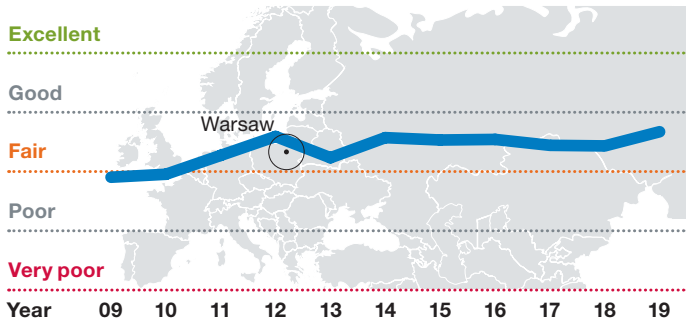 Excellent
Good
Warsaw
Fair
Poor
Very poor
Year 09 10 11 12 13 14 15 16 17 18 19